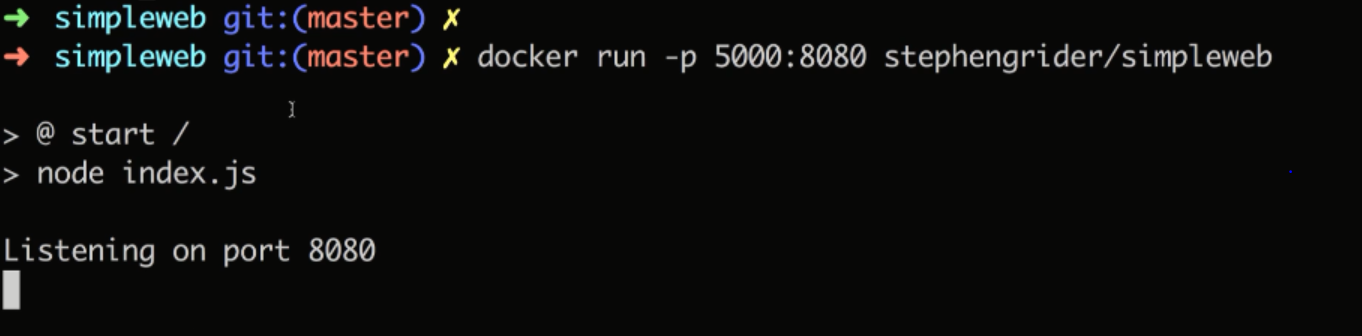 ➜ simpleweb git:(master) ✗
➜ simpleweb git:(master) ✗ docker run -p 5000:8080 stephengrider/simpleweb
> @ start /
> node index.js
Listening on port 8080